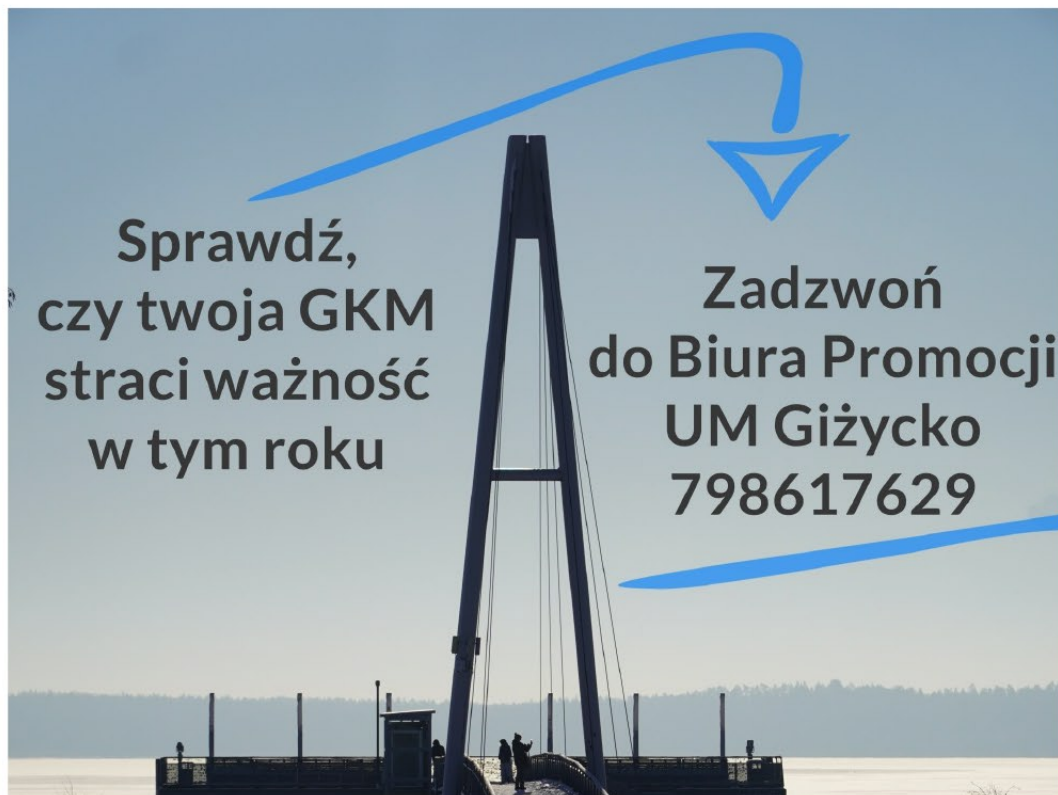 Sprawdź,
czy twoja GKM
straci ważność
w tym roku
Zadzwoń
do Biura Promocji
UM Giżycko
798617629